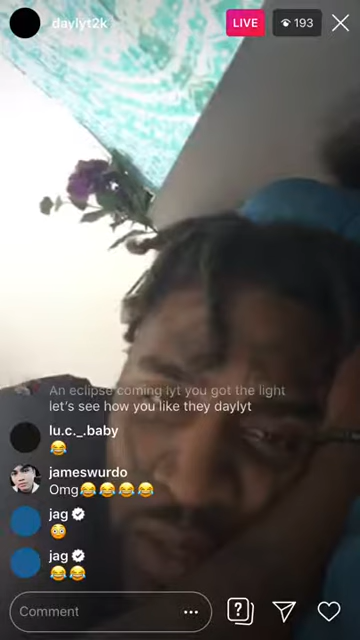 daylyt2k
LIVE
193
An eclipse coming lyt you got the light
let's see how you like they daylyt
lu.c._.baby
😂
jameswurdo
Omg😂😂😂😂
jag
😳
jag
😂😂
Comment